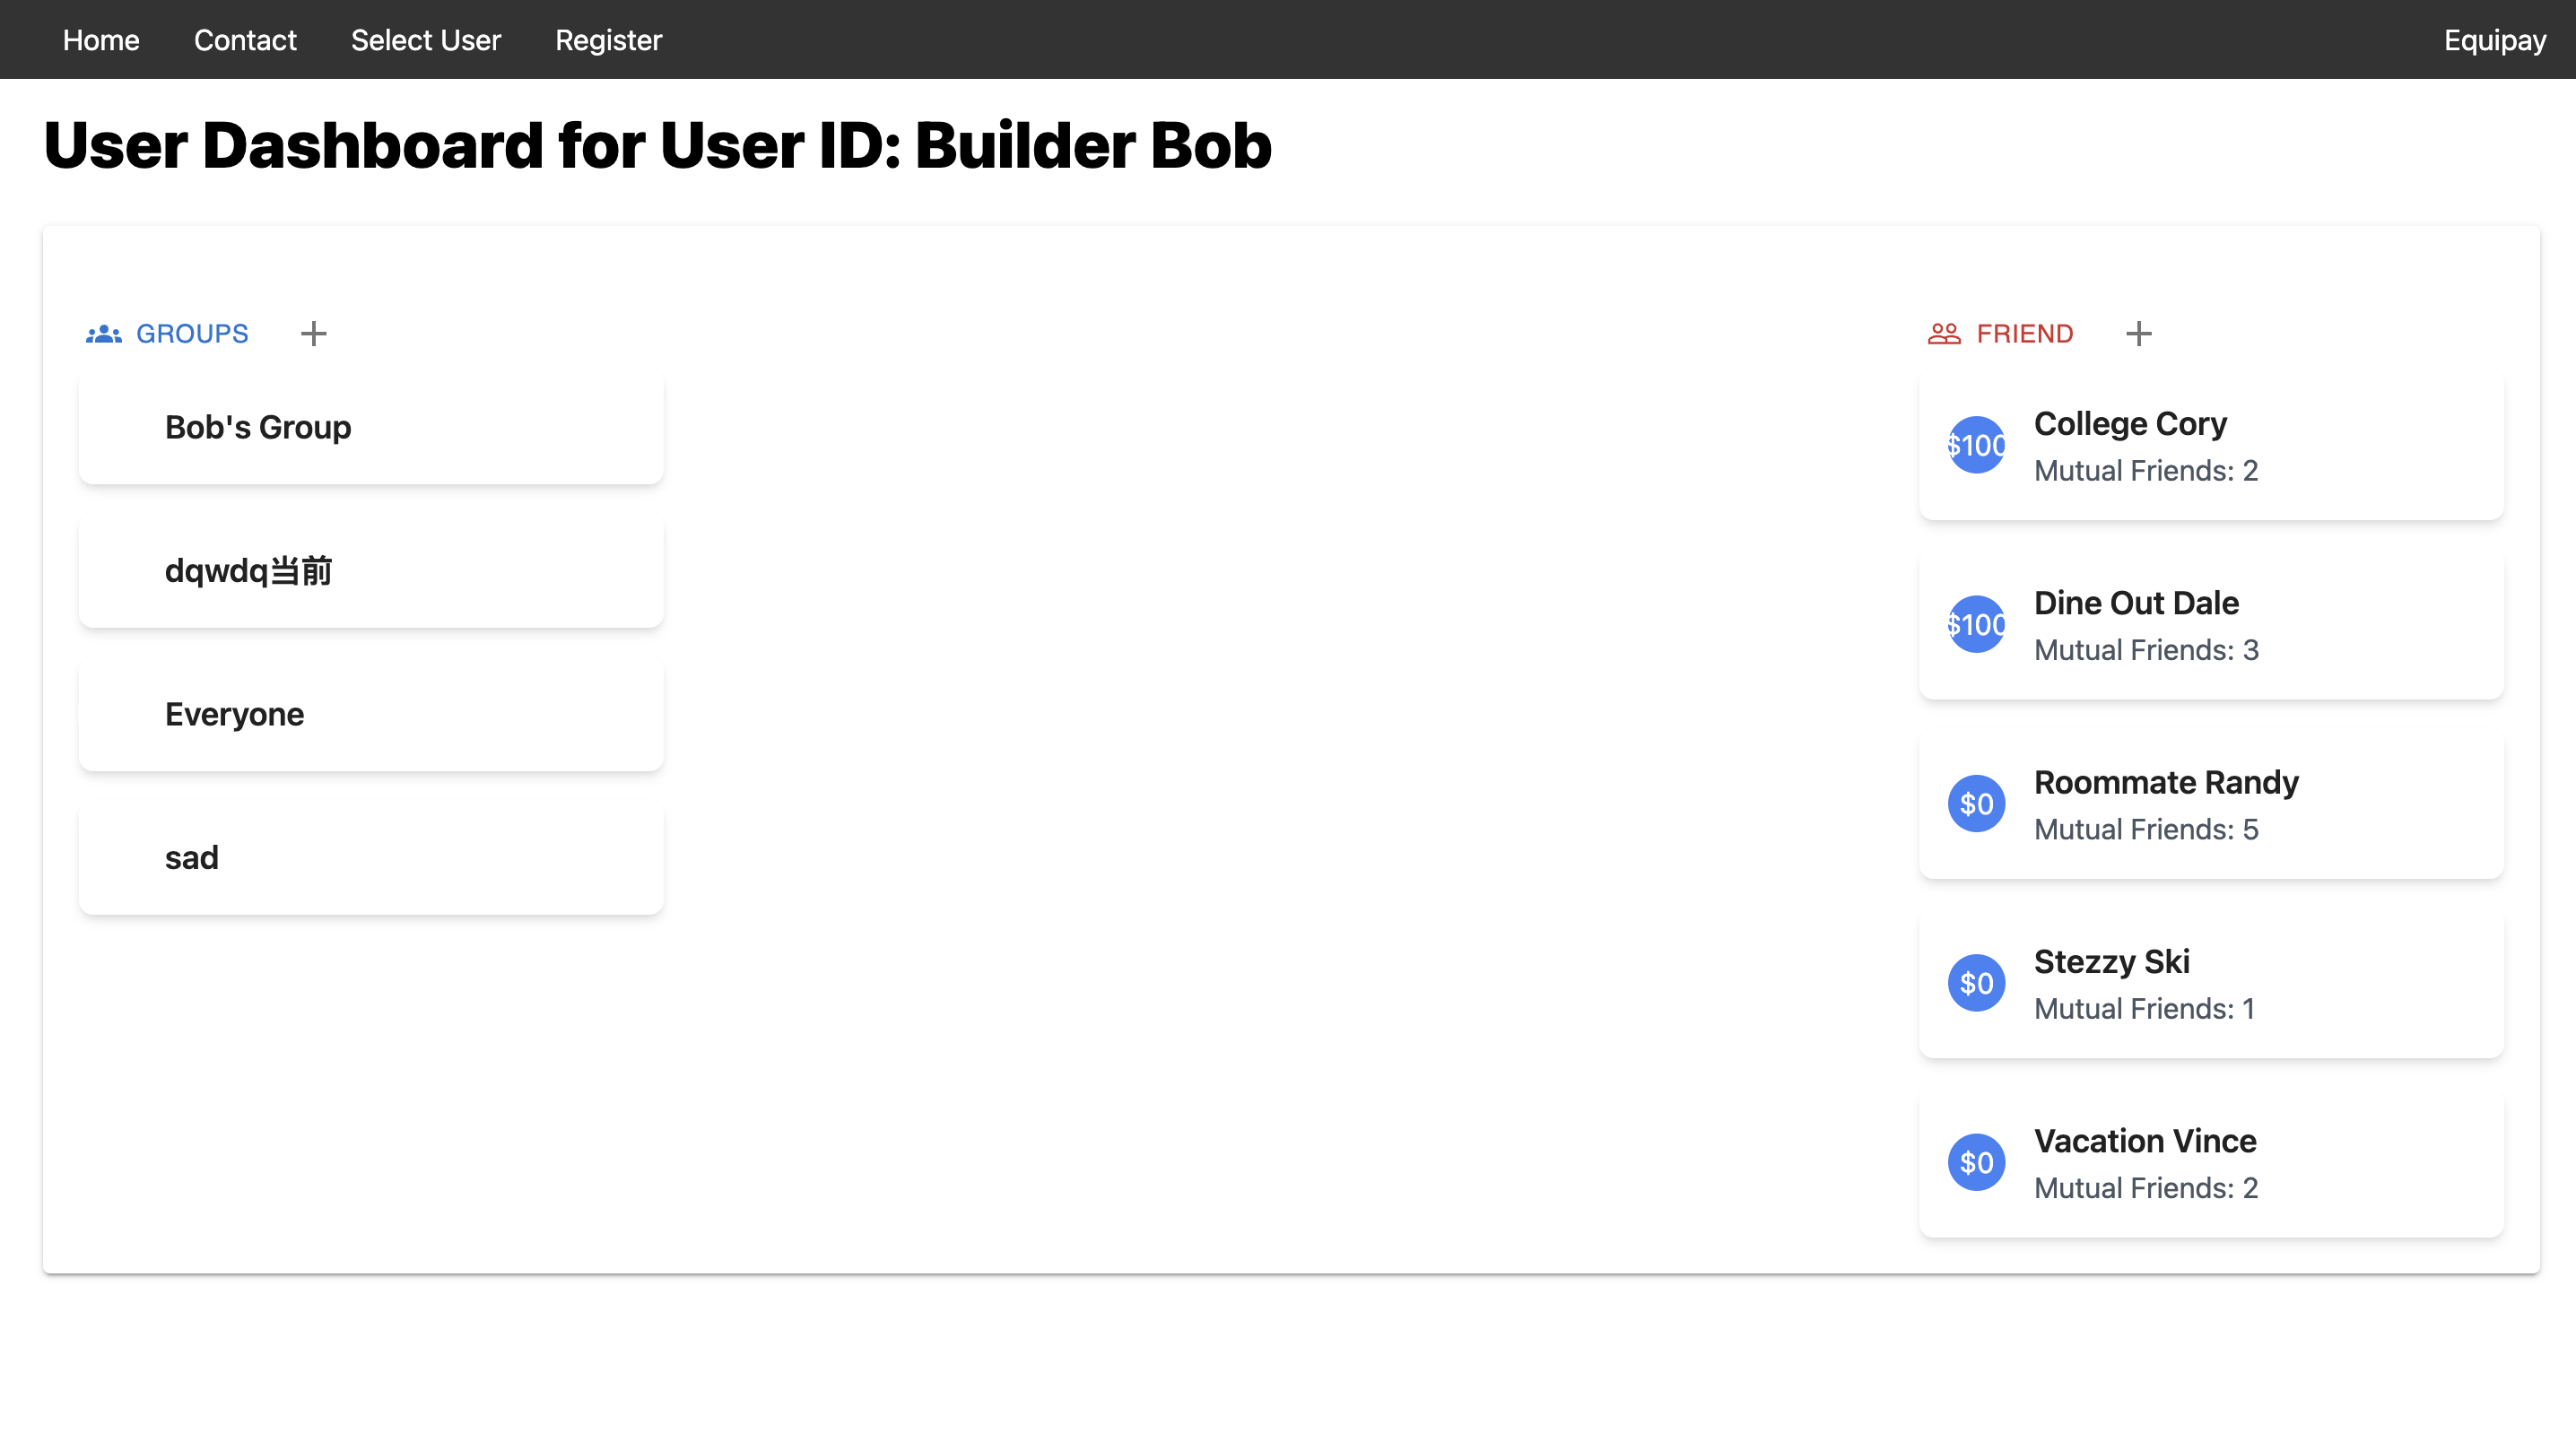 Home Contact Select User Register Equipay
User Dashboard for User ID: Builder Bob
GROUPS
Bob's Group
dqwdq当前
Everyone
sad
FRIEND
$100
College Cory
Mutual Friends: 2
$100
Dine Out Dale
Mutual Friends: 3
$0
Roommate Randy
Mutual Friends: 5
$0
Stezzy Ski
Mutual Friends: 1
$0
Vacation Vince
Mutual Friends: 2